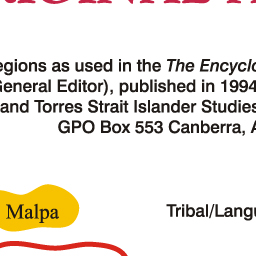 egions as used in the The Encyclo
General Editor), published in 1994
and Torres Strait Islander Studies
GPO Box 553 Canberra, A
Malpa
Tribal/Langu